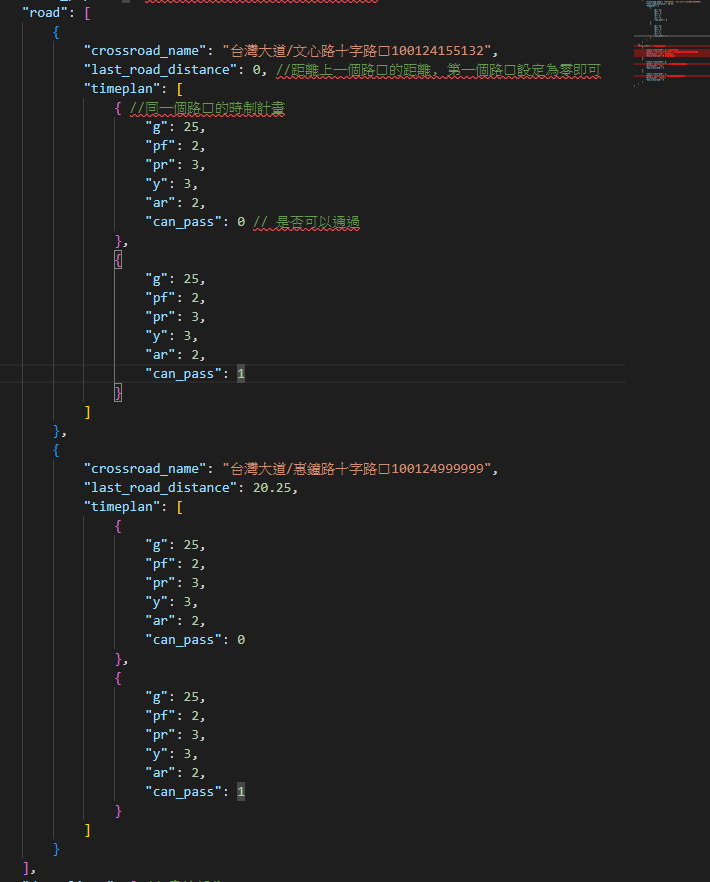 "road": [
{
"crossroad_name": "台灣大道/文心路十字路口100124155132",
"last_road_distance": 0, //距離上一個路口的距離, 第一個路口設定為零即可
"timeplan": [
{ //同一個路口的時制計畫
"g": 25,
"pf": 2,
"pr": 3,
"y": 3,
"ar": 2,
"can_pass": 0 // 是否可以通過
},
{
"g": 25,
"pf": 2,
"pr": 3,
"y": 3,
"ar": 2,
"can_pass": 1
}
]
},
{
"crossroad_name": "台灣大道/惠鐘路十字路口100124999999",
"last_road_distance": 20.25,
"timeplan": [
{
"g": 25,
"pf": 2,
"pr": 3,
"y": 3,
"ar": 2,
"can_pass": 0
},
{
"g": 25,
"pf": 2,
"pr": 3,
"y": 3,
"ar": 2,
"can_pass": 1
}
]
}
],